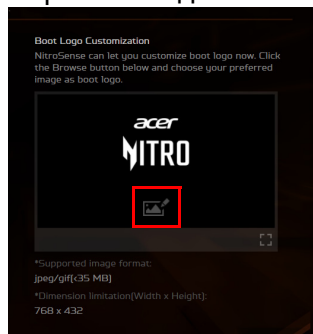 Boot Logo Customization
NitroSense can let you customize boot logo now. Click
the Browse button below and choose your preferred
image as boot logo.
acer
NITRO
*Supported image format:
jpeg/gif(<35 MB)
*Dimension limitation(Width x Height):
768 x 432